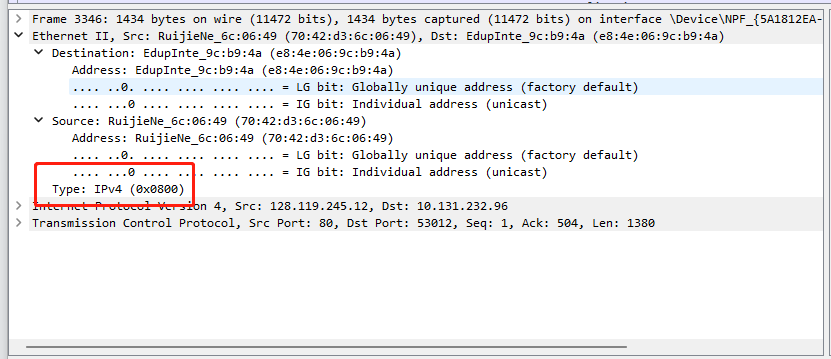 Frame 3346: 1434 bytes on wire (11472 bits), 1434 bytes captured (11472 bits) on interface \Device\NPF_{5A1812EA-
Ethernet II, Src: RuijieNe_6c:06:49 (70:42:d3:6c:06:49), Dst: EdupInte_9c:b9:4a (e8:4e:06:9c:b9:4a)
Destination: EdupInte_9c:b9:4a (e8:4e:06:9c:b9:4a)
Address: EdupInte_9c:b9:4a (e8:4e:06:9c:b9:4a)
.... ..0. .... .... .... .... = LG bit: Globally unique address (factory default)
.... ...0 .... .... .... .... = IG bit: Individual address (unicast)
Source: RuijieNe_6c:06:49 (70:42:d3:6c:06:49)
Address: RuijieNe_6c:06:49 (70:42:d3:6c:06:49)
.... ..0. .... .... .... .... = LG bit: Globally unique address (factory default)
.... ...0 .... .... .... .... = IG bit: Individual address (unicast)
Type: IPv4 (0x0800)
Internet Protocol Version 4, Src: 128.119.245.12, Dst: 10.131.232.96
Transmission Control Protocol, Src Port: 80, Dst Port: 53012, Seq: 1, Ack: 504, Len: 1380